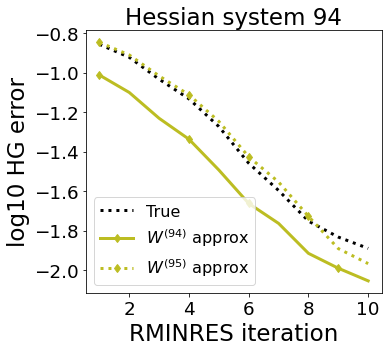 Hessian system 94
log10 HG error
−0.8
−1.0
−1.2
−1.4
−1.6
−1.8
−2.0
True
W^(94) approx
W^(95) approx
2 4 6 8 10
RMINRES iteration